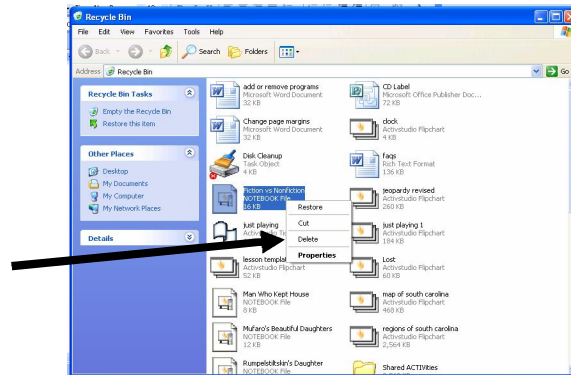 Recycle Bin
File Edit View Favorites Tools Help
Back Search Folders
Address Recycle Bin Go
Recycle Bin Tasks
Empty the Recycle Bin
Restore this item
Other Places
Desktop
My Documents
My Computer
My Network Places
Details
add or remove programs
Microsoft Word Document
32 KB
CD Label
Microsoft Office Publisher Doc...
72 KB
Change page margins
Microsoft Word Document
32 KB
clock
Activstudio Flipchart
4 KB
Disk Cleanup
Task Object
4 KB
faqs
Rich Text Format
136 KB
Fiction vs Nonfiction
NOTEBOOK File
16 KB
jeopardy revised
Activstudio Flipchart
260 KB
Restore
Cut
Delete
Properties
just playing
just playing 1
Activstudio Flipchart
184 KB
lesson templat
Activstudio Flipchart
52 KB
Lost
Activstudio Flipchart
60 KB
Man Who Kept House
NOTEBOOK File
8 KB
map of south carolina
Activstudio Flipchart
468 KB
Mufaro's Beautiful Daughters
NOTEBOOK File
12 KB
regions of south carolina
Activstudio Flipchart
2,564 KB
Rumpelstiltskin's Daughter
NOTEBOOK File
Shared ACTIVities